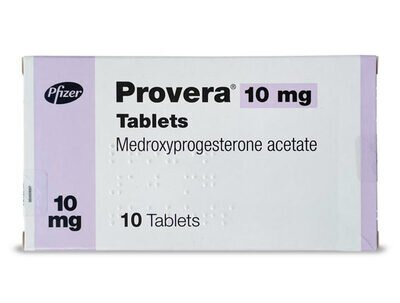 Pfizer
Provera® 10 mg
Tablets
Medroxyprogesterone acetate
10
mg
10 Tablets